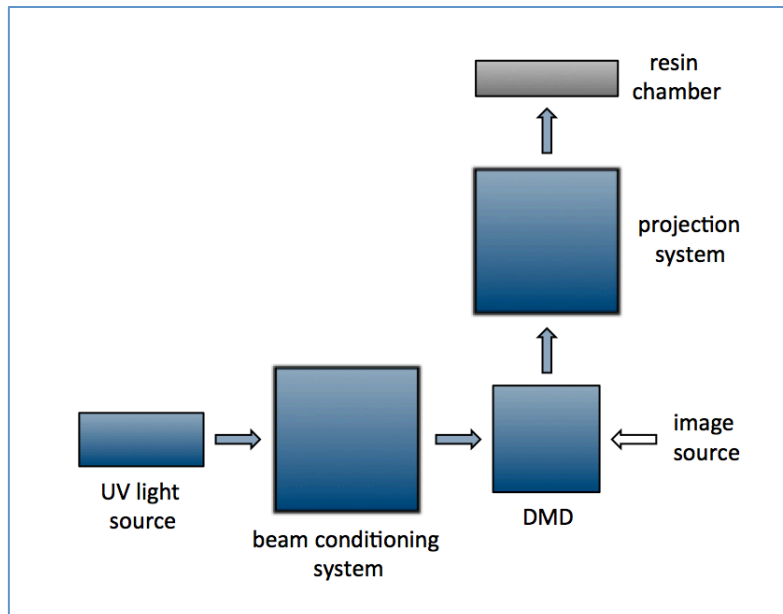 resin
chamber
projection
system
image
source
UV light
source
DMD
beam conditioning
system